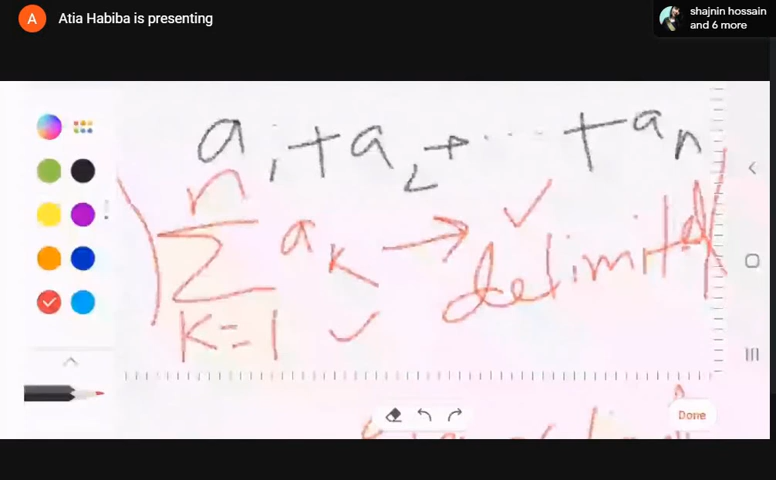 A Atia Habiba is presenting
shajnin hossain
and 6 more
a₁ + a₂ + ... + aₙ
n
Σ aₖ → delimited
K = 1
Done